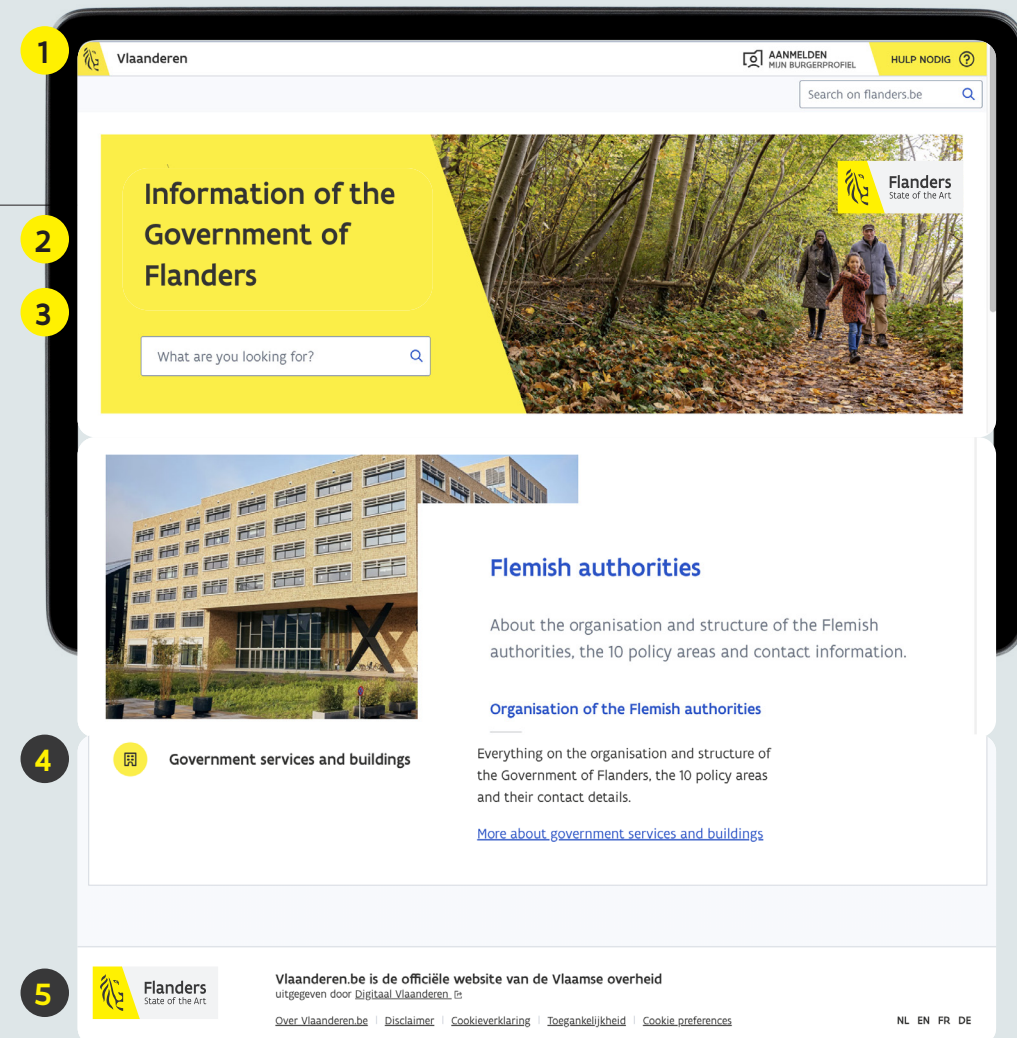 1
Vlaanderen
AANMELDEN
MIJN BURGERPROFIEL
HULP NODIG ?
Search on flanders.be
Information of the
Government of
Flanders
Flanders
State of the Art
2
3
What are you looking for?
Flemish authorities
About the organisation and structure of the Flemish
authorities, the 10 policy areas and contact information.
Organisation of the Flemish authorities
4
Government services and buildings
Everything on the organisation and structure of
the Government of Flanders, the 10 policy areas
and their contact details.
More about government services and buildings
5
Flanders
State of the Art
Vlaanderen.be is de officiële website van de Vlaamse overheid
uitgegeven door Digitaal Vlaanderen
Over Vlaanderen.be | Disclaimer | Cookieverklaring | Toegankelijkheid | Cookie preferences
NL EN FR DE